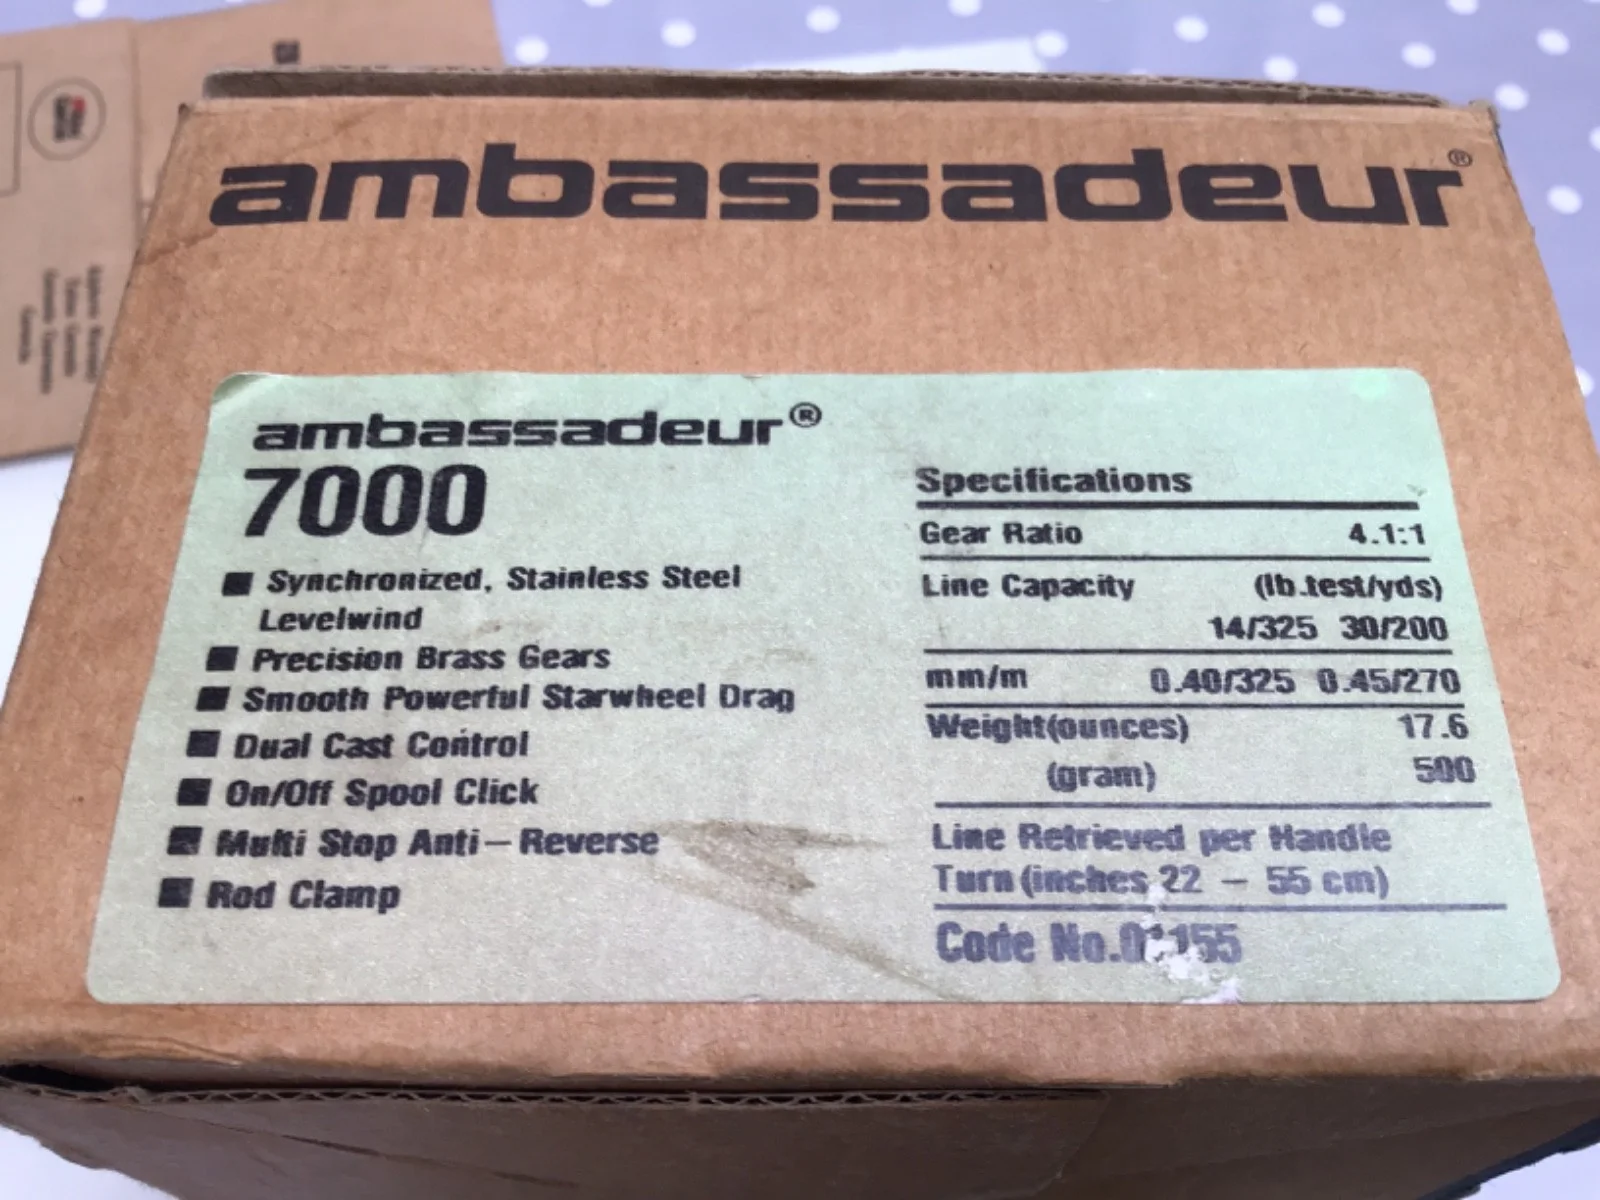 ambassadeur®
ambassadeur®
7000
■ Synchronized, Stainless Steel
Levelwind
■ Precision Brass Gears
■ Smooth Powerful Starwheel Drag
■ Dual Cast Control
■ On/Off Spool Click
■ Multi Stop Anti-Reverse
■ Rod Clamp
Specifications
Gear Ratio 4.1:1
Line Capacity (lb.test/yds)
14/325 30/200
mm/m 0.40/325 0.45/270
Weight(ounces) 17.6
(gram) 500
Line Retrieved per Handle
Turn (inches 22 – 55 cm)
Code No.01155